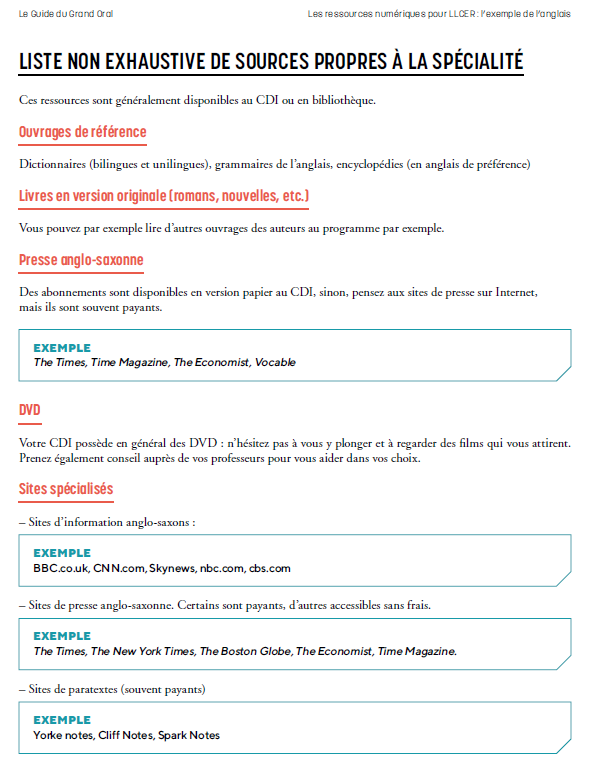 Le Guide du Grand Oral
Les ressources numériques pour LLCER : l'exemple de l'anglais
LISTE NON EXHAUSTIVE DE SOURCES PROPRES À LA SPÉCIALITÉ
Ces ressources sont généralement disponibles au CDI ou en bibliothèque.
Ouvrages de référence
Dictionnaires (bilingues et unilingues), grammaires de l'anglais, encyclopédies (en anglais de préférence)
Livres en version originale (romans, nouvelles, etc.)
Vous pouvez par exemple lire d'autres ouvrages des auteurs au programme par exemple.
Presse anglo-saxonne
Des abonnements sont disponibles en version papier au CDI, sinon, pensez aux sites de presse sur Internet,
mais ils sont souvent payants.
EXEMPLE
The Times, Time Magazine, The Economist, Vocable
DVD
Votre CDI possède en général des DVD : n'hésitez pas à vous y plonger et à regarder des films qui vous attirent.
Prenez également conseil auprès de vos professeurs pour vous aider dans vos choix.
Sites spécialisés
– Sites d'information anglo-saxons :
EXEMPLE
BBC.co.uk, CNN.com, Skynews, nbc.com, cbs.com
– Sites de presse anglo-saxonne. Certains sont payants, d'autres accessibles sans frais.
EXEMPLE
The Times, The New York Times, The Boston Globe, The Economist, Time Magazine.
– Sites de paratextes (souvent payants)
EXEMPLE
Yorke notes, Cliff Notes, Spark Notes